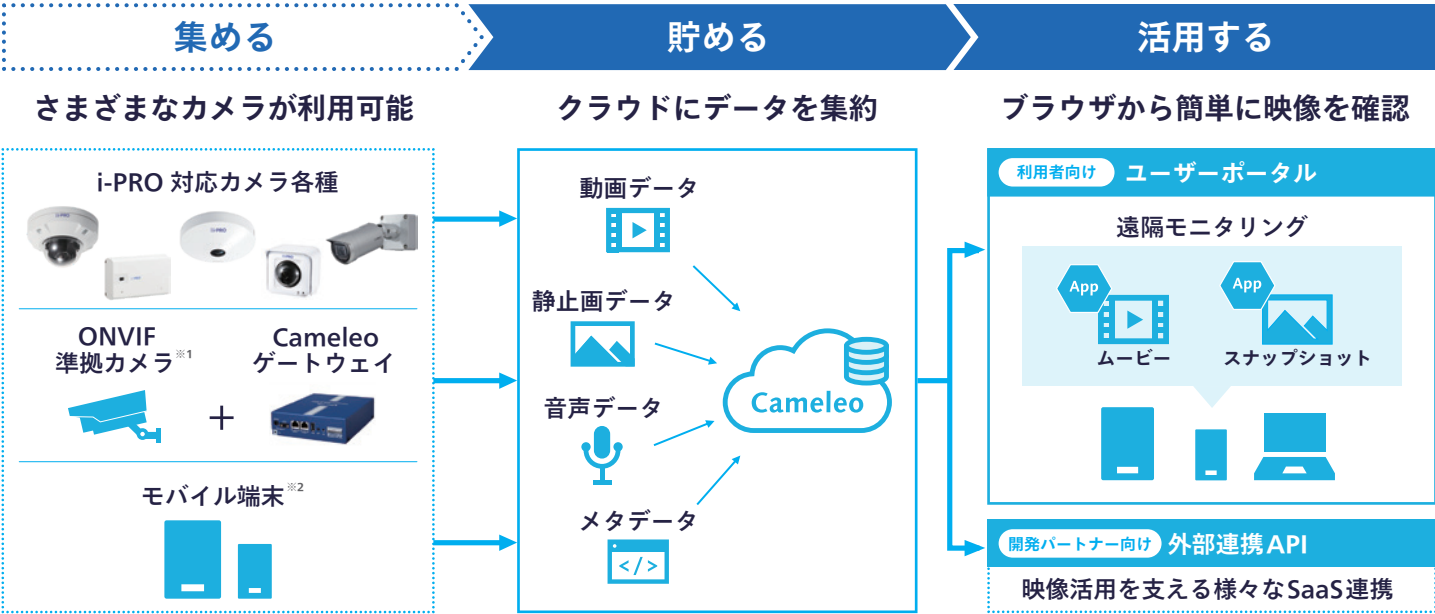 集める
貯める
活用する
さまざまなカメラが利用可能
クラウドにデータを集約
ブラウザから簡単に映像を確認
i-PRO 対応カメラ各種
i-PRO
i-PRO
ONVIF
準拠カメラ※1
+
Cameleo
ゲートウェイ
モバイル端末※2
動画データ
静止画データ
音声データ
メタデータ
</>
Cameleo
利用者向け ユーザーポータル
遠隔モニタリング
App
ムービー
App
スナップショット
開発パートナー向け 外部連携API
映像活用を支える様々なSaaS連携